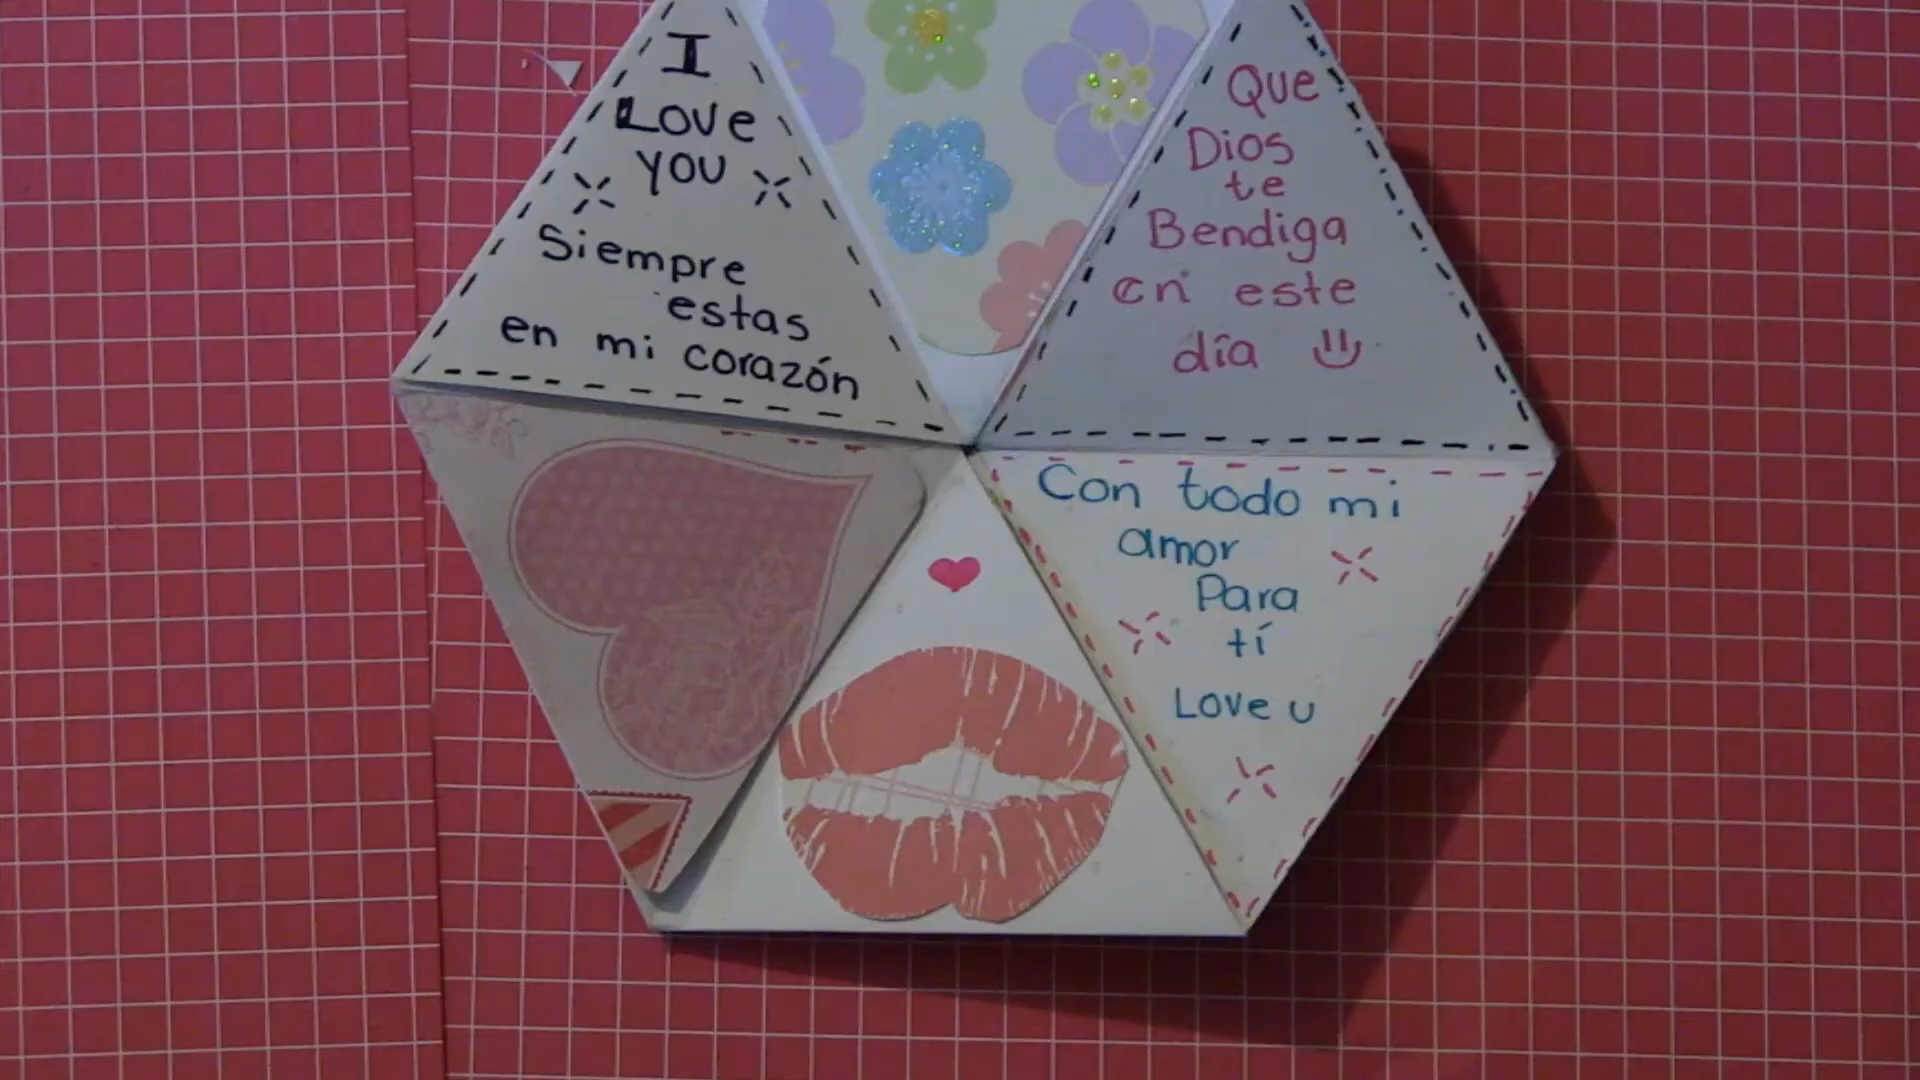 I
Love
you
Siempre
estas
en mi corazón
Que
Dios
te
Bendiga
en este
día
Con todo mi
amor
Para
tí
Love u